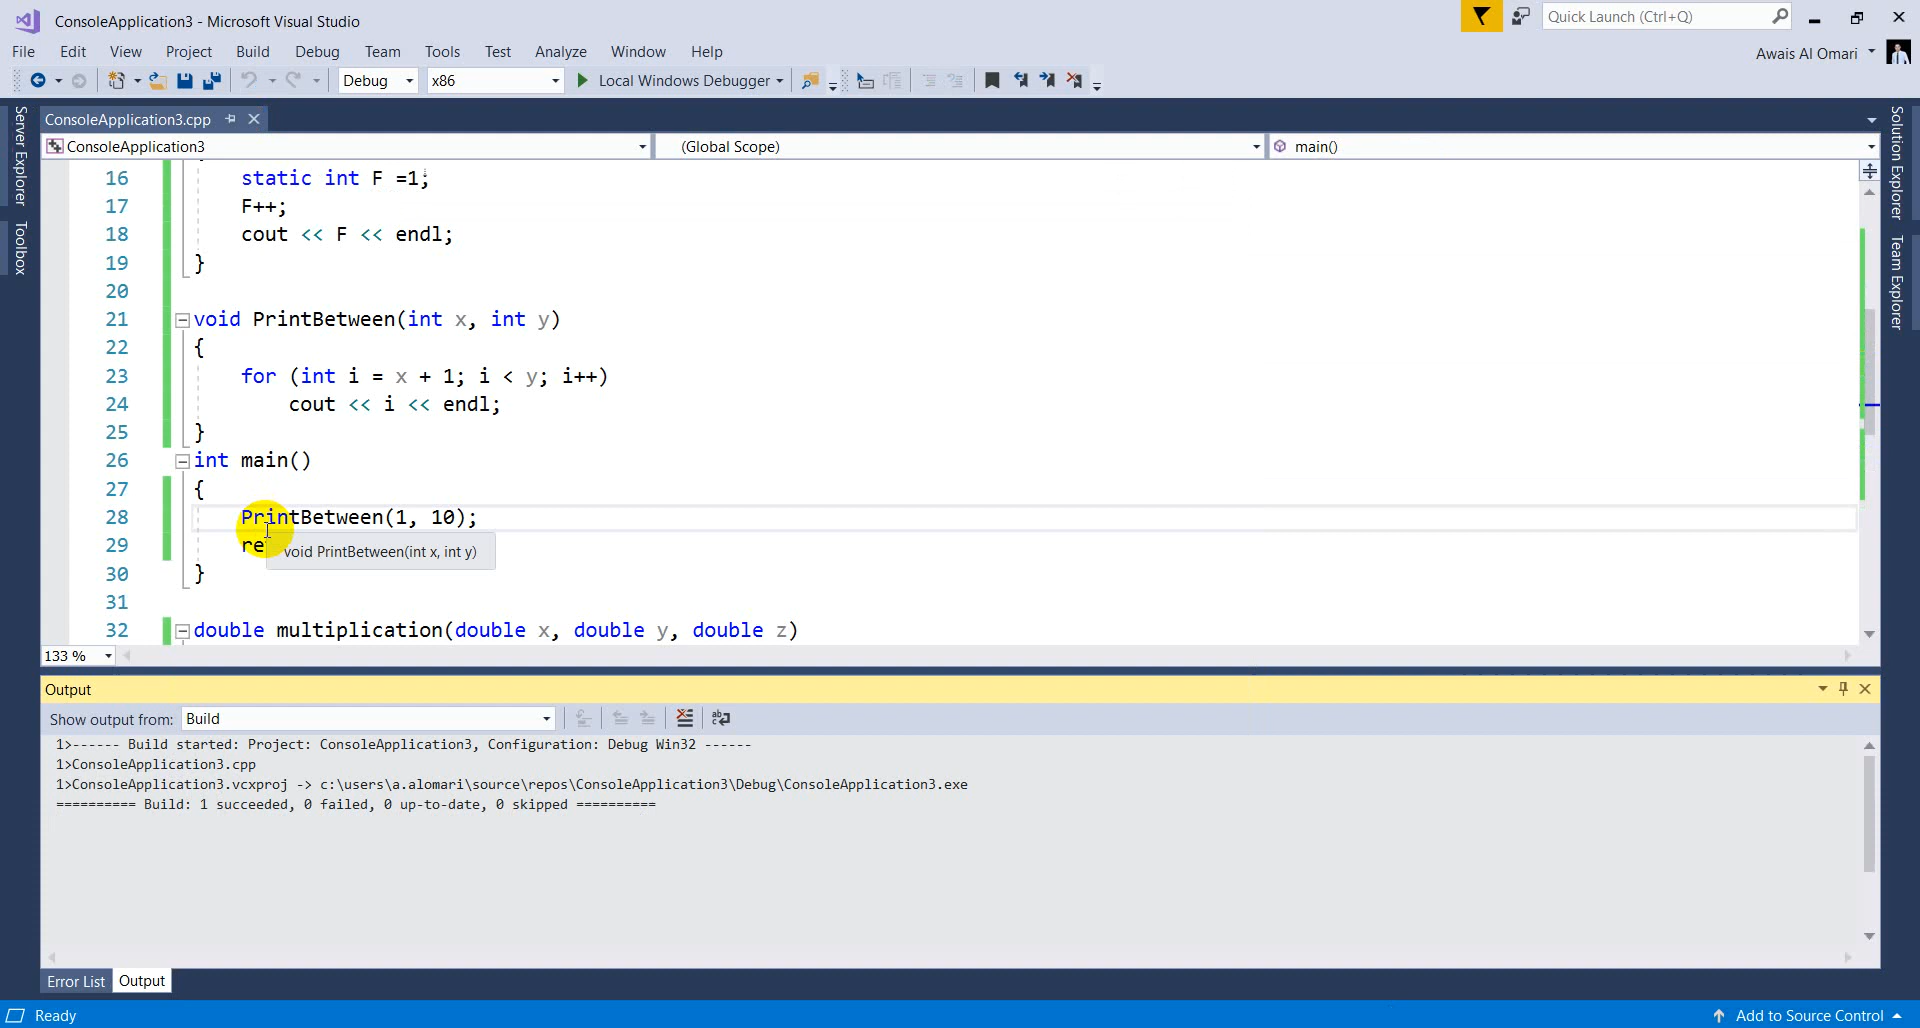 ConsoleApplication3 - Microsoft Visual Studio
Quick Launch (Ctrl+Q)
File Edit View Project Build Debug Team Tools Test Analyze Window Help
Awais Al Omari
Debug x86 Local Windows Debugger
Server Explorer
Toolbox
Solution Explorer
Team Explorer
ConsoleApplication3.cpp
ConsoleApplication3 (Global Scope) main()
16 static int F =1;
17 F++;
18 cout << F << endl;
19 }
20
21 void PrintBetween(int x, int y)
22 {
23 for (int i = x + 1; i < y; i++)
24 cout << i << endl;
25 }
26 int main()
27 {
28 PrintBetween(1, 10);
29 re
void PrintBetween(int x, int y)
30 }
31
32 double multiplication(double x, double y, double z)
133 %
Output
Show output from: Build
1>------ Build started: Project: ConsoleApplication3, Configuration: Debug Win32 ------
1>ConsoleApplication3.cpp
1>ConsoleApplication3.vcxproj -> c:\users\a.alomari\source\repos\ConsoleApplication3\Debug\ConsoleApplication3.exe
========== Build: 1 succeeded, 0 failed, 0 up-to-date, 0 skipped ==========
Error List Output
Ready
Add to Source Control